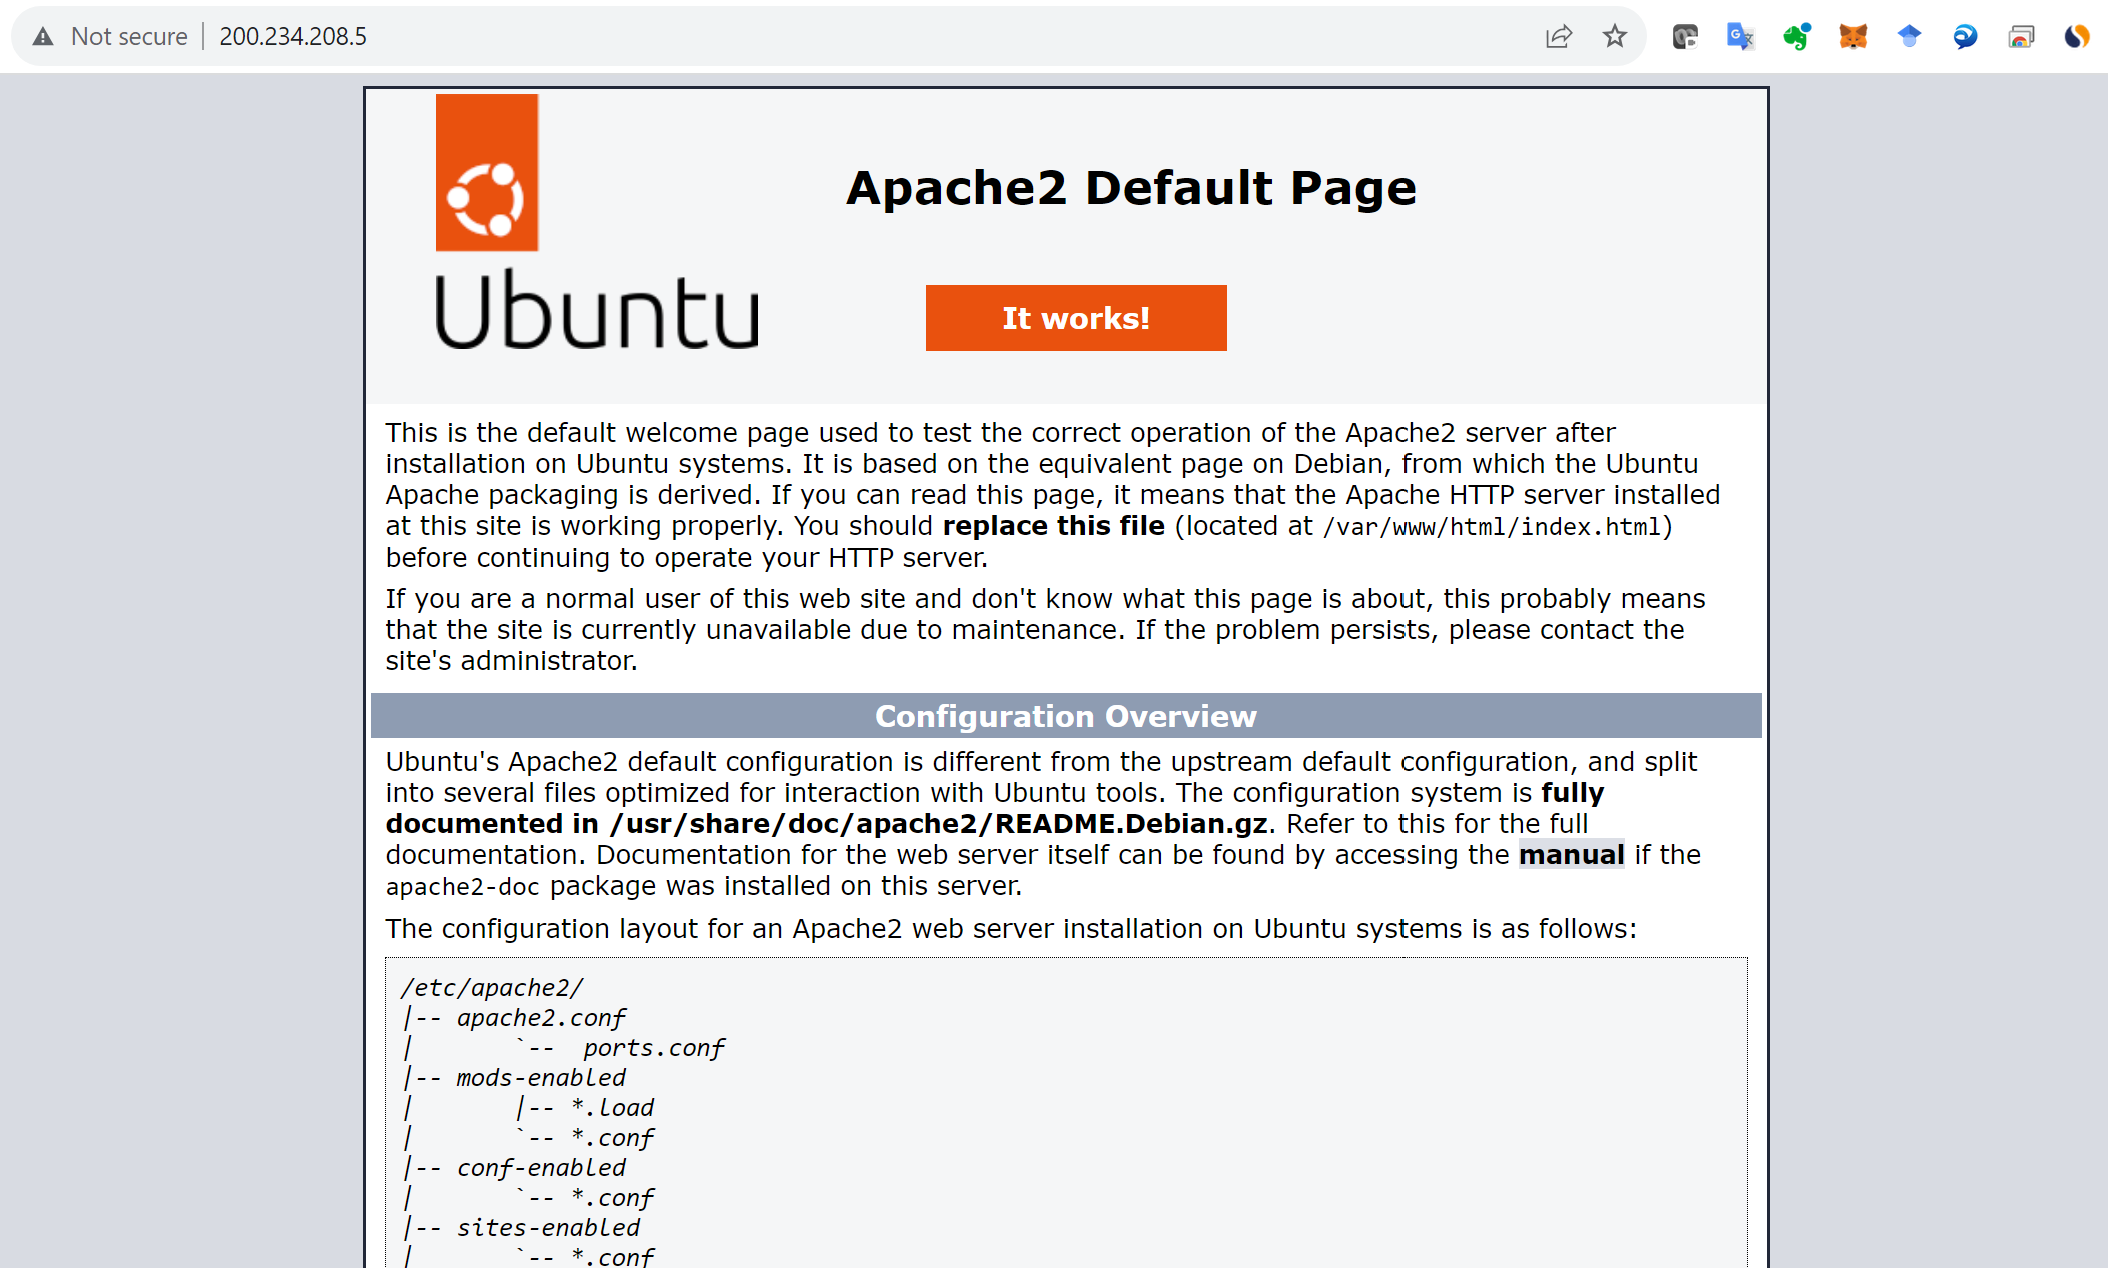 Not secure 200.234.208.5
Apache2 Default Page
Ubuntu
It works!
This is the default welcome page used to test the correct operation of the Apache2 server after
installation on Ubuntu systems. It is based on the equivalent page on Debian, from which the Ubuntu
Apache packaging is derived. If you can read this page, it means that the Apache HTTP server installed
at this site is working properly. You should replace this file (located at /var/www/html/index.html)
before continuing to operate your HTTP server.
If you are a normal user of this web site and don't know what this page is about, this probably means
that the site is currently unavailable due to maintenance. If the problem persists, please contact the
site's administrator.
Configuration Overview
Ubuntu's Apache2 default configuration is different from the upstream default configuration, and split
into several files optimized for interaction with Ubuntu tools. The configuration system is fully
documented in /usr/share/doc/apache2/README.Debian.gz. Refer to this for the full
documentation. Documentation for the web server itself can be found by accessing the manual if the
apache2-doc package was installed on this server.
The configuration layout for an Apache2 web server installation on Ubuntu systems is as follows:
/etc/apache2/
|-- apache2.conf
|       `--  ports.conf
|-- mods-enabled
|       |-- *.load
|       `-- *.conf
|-- conf-enabled
|       `-- *.conf
|-- sites-enabled
|       `-- *.conf